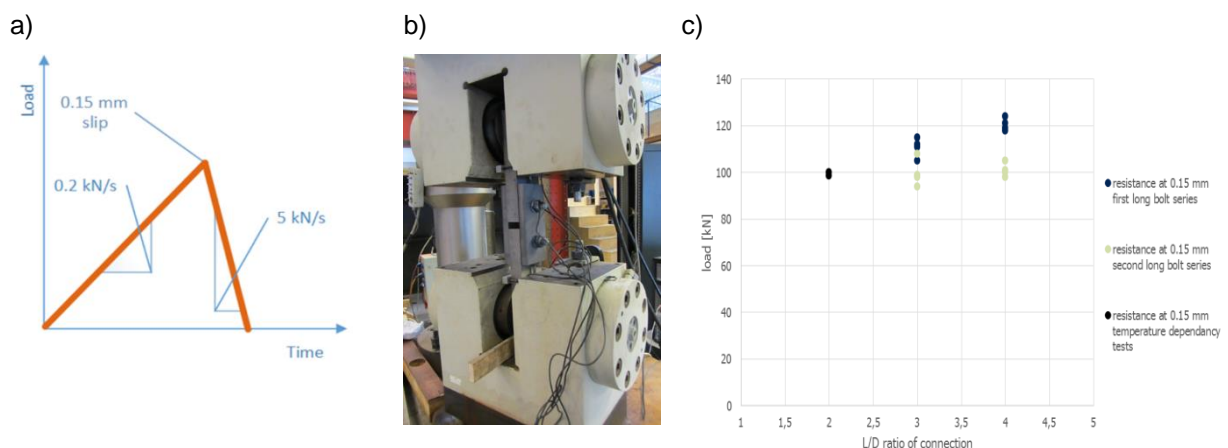 a)
b)
c)
Load
0.15 mm
slip
0.2 kN/s
5 kN/s
Time
140
120
100
80
60
40
20
0
load [kN]
1
1,5
2
2,5
3
3,5
4
4,5
5
L/D ratio of connection
resistance at 0.15 mm
first long bolt series
resistance at 0.15 mm
second long bolt series
resistance at 0.15 mm
temperature dependancy
tests